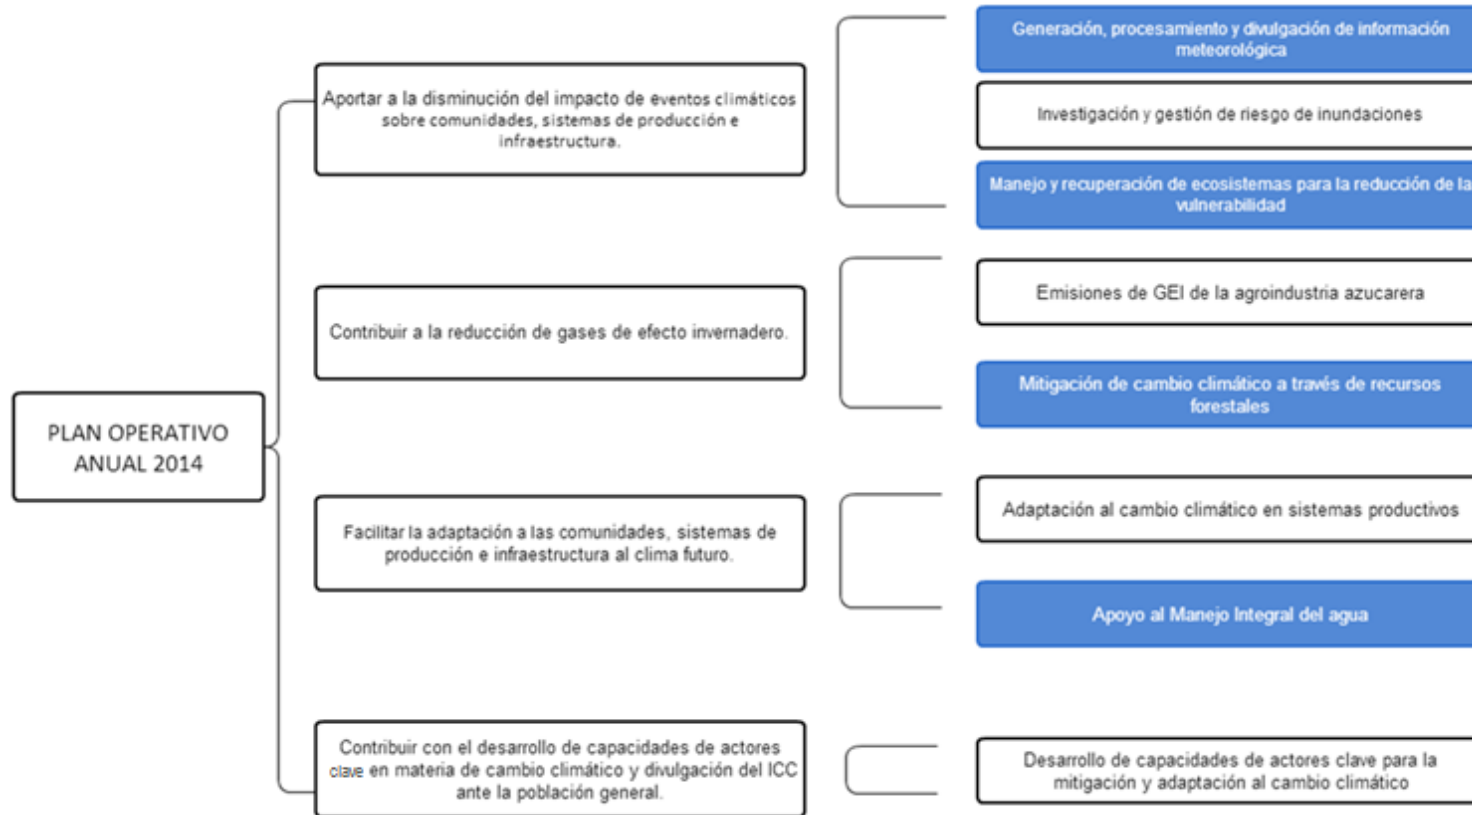 PLAN OPERATIVO
ANUAL 2014
Aportar a la disminución del impacto de eventos climáticos
sobre comunidades, sistemas de producción e
infraestructura.
Generación, procesamiento y divulgación de información
meteorológica
Investigación y gestión de riesgo de inundaciones
Manejo y recuperación de ecosistemas para la reducción de la
vulnerabilidad
Contribuir a la reducción de gases de efecto invernadero.
Emisiones de GEI de la agroindustria azucarera
Mitigación de cambio climático a través de recursos
forestales
Facilitar la adaptación a las comunidades, sistemas de
producción e infraestructura al clima futuro.
Adaptación al cambio climático en sistemas productivos
Apoyo al Manejo Integral del agua
Contribuir con el desarrollo de capacidades de actores
clave en materia de cambio climático y divulgación del ICC
ante la población general.
Desarrollo de capacidades de actores clave para la
mitigación y adaptación al cambio climático